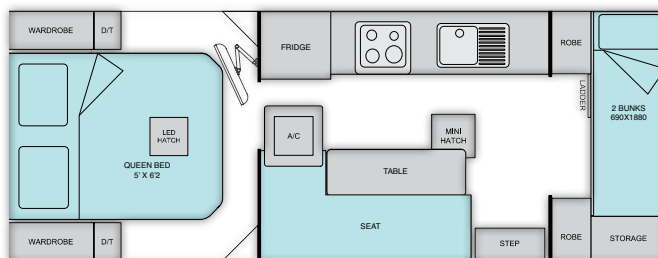 WARDROBE
D/T
FRIDGE
ROBE
LADDER
2 BUNKS
690X1880
LED
HATCH
A/C
MINI
HATCH
QUEEN BED
5' X 6'2
TABLE
SEAT
WARDROBE
D/T
STEP
ROBE
STORAGE